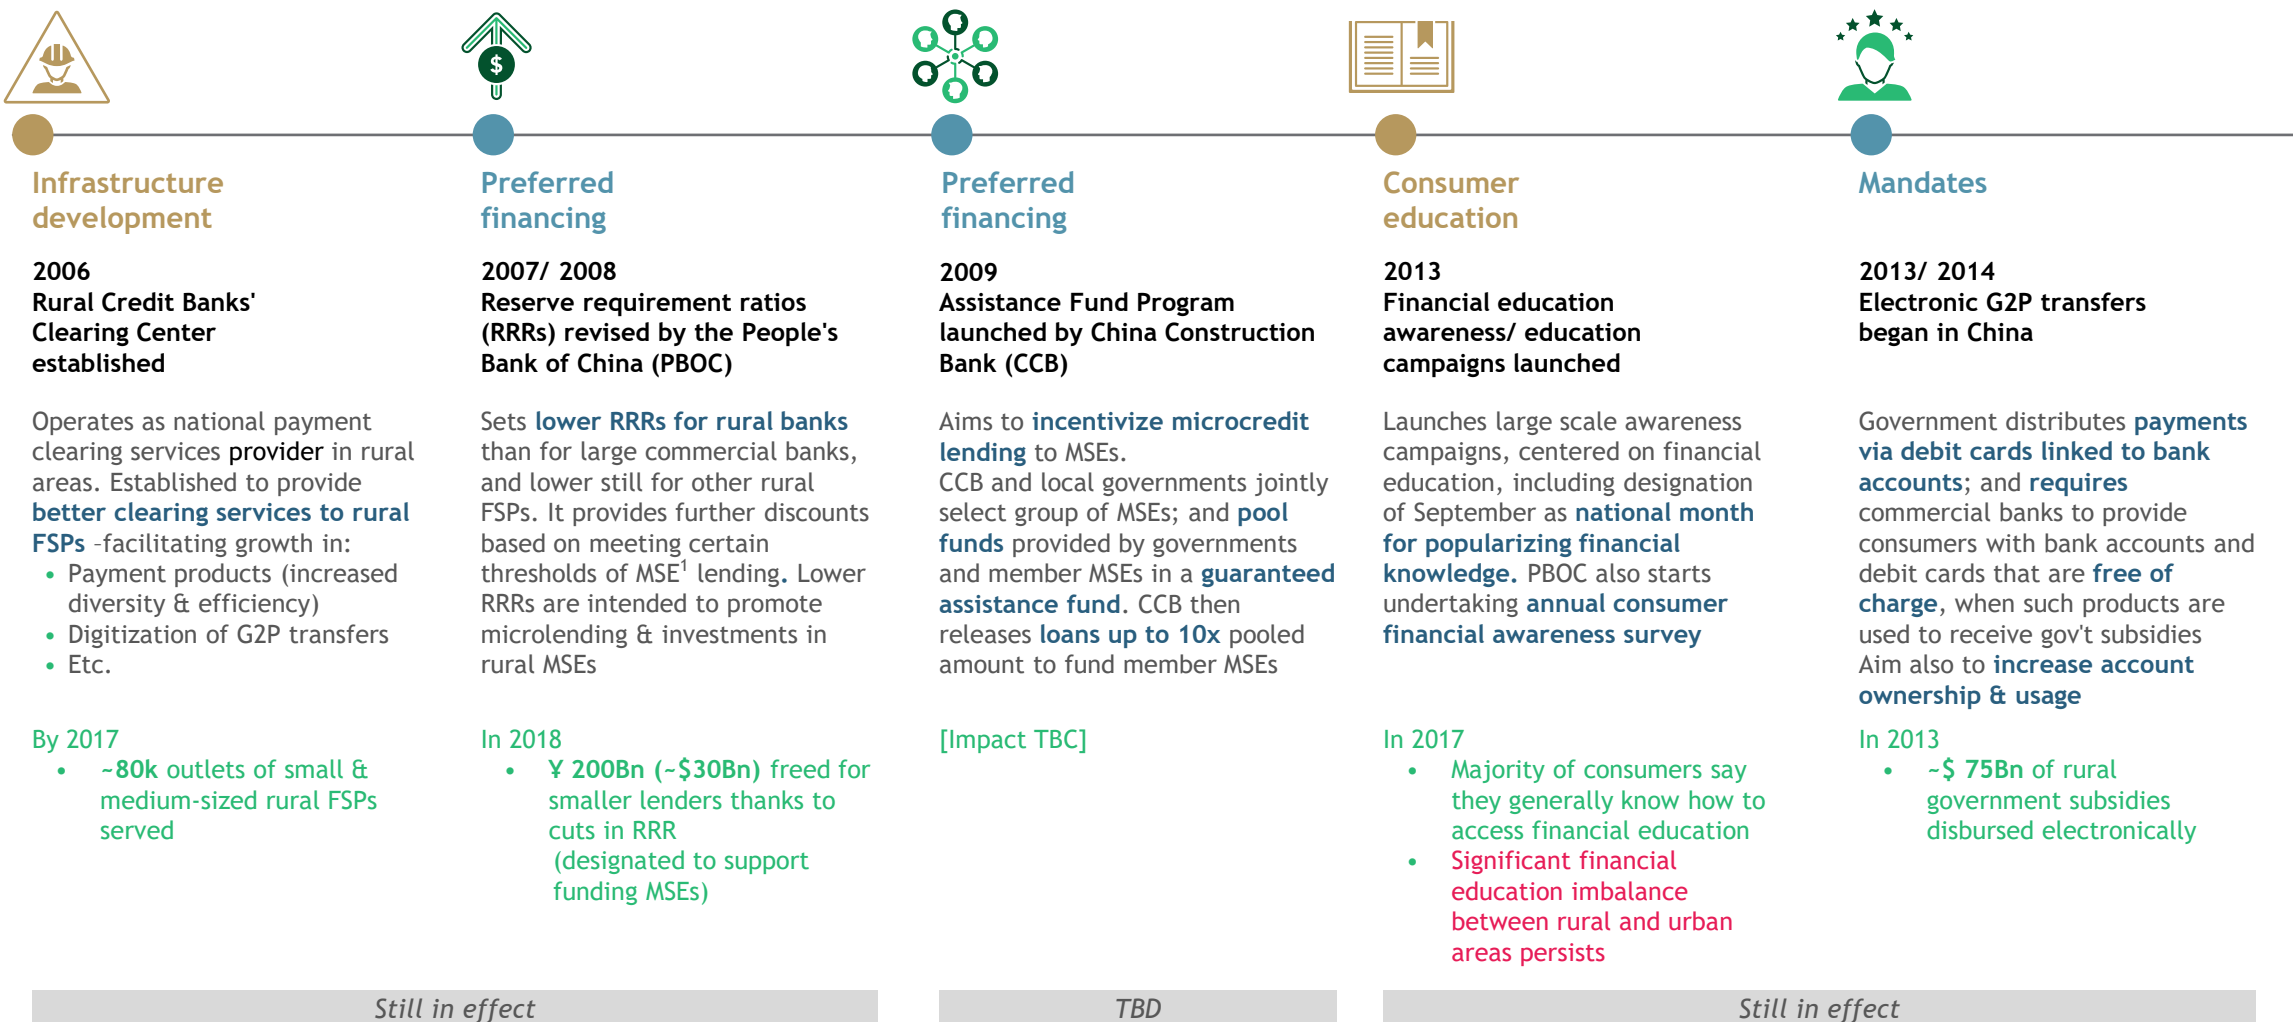 $
Infrastructure
development
2006
Rural Credit Banks'
Clearing Center
established
Operates as national payment
clearing services provider in rural
areas. Established to provide
better clearing services to rural
FSPs -facilitating growth in:
• Payment products (increased
diversity & efficiency)
• Digitization of G2P transfers
• Etc.
By 2017
• ~80k outlets of small &
medium-sized rural FSPs
served
Preferred
financing
2007/ 2008
Reserve requirement ratios
(RRRs) revised by the People's
Bank of China (PBOC)
Sets lower RRRs for rural banks
than for large commercial banks,
and lower still for other rural
FSPs. It provides further discounts
based on meeting certain
thresholds of MSE¹ lending. Lower
RRRs are intended to promote
microlending & investments in
rural MSEs
In 2018
• ¥ 200Bn (~$30Bn) freed for
smaller lenders thanks to
cuts in RRR
(designated to support
funding MSEs)
Still in effect
Preferred
financing
2009
Assistance Fund Program
launched by China Construction
Bank (CCB)
Aims to incentivize microcredit
lending to MSEs.
CCB and local governments jointly
select group of MSEs; and pool
funds provided by governments
and member MSEs in a guaranteed
assistance fund. CCB then
releases loans up to 10x pooled
amount to fund member MSEs
[Impact TBC]
TBD
Consumer
education
2013
Financial education
awareness/ education
campaigns launched
Launches large scale awareness
campaigns, centered on financial
education, including designation
of September as national month
for popularizing financial
knowledge. PBOC also starts
undertaking annual consumer
financial awareness survey
In 2017
• Majority of consumers say
they generally know how to
access financial education
• Significant financial
education imbalance
between rural and urban
areas persists
Mandates
2013/ 2014
Electronic G2P transfers
began in China
Government distributes payments
via debit cards linked to bank
accounts; and requires
commercial banks to provide
consumers with bank accounts and
debit cards that are free of
charge, when such products are
used to receive gov't subsidies
Aim also to increase account
ownership & usage
In 2013
• ~$ 75Bn of rural
government subsidies
disbursed electronically
Still in effect